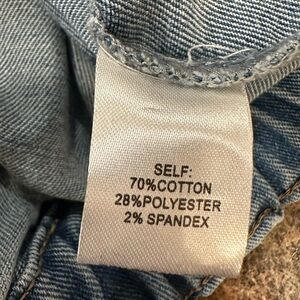 SELF:
70%COTTON
28%POLYESTER
2% SPANDEX